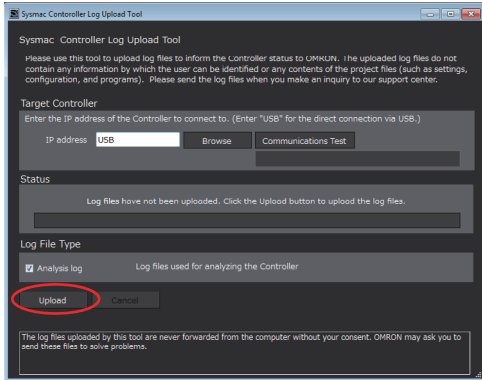 Sysmac Contoroller Log Upload Tool
Sysmac Controller Log Upload Tool
Please use this tool to upload log files to inform the Controller status to OMRON. The uploaded log files do not
contain any information by which the user can be identified or any contents of the project files (such as settings,
configuration, and programs). Please send the log files when you make an inquiry to our support center.
Target Controller
Enter the IP address of the Controller to connect to. (Enter "USB" for the direct connection via USB.)
IP address USB Browse Communications Test
Status
Log files have not been uploaded. Click the Upload button to upload the log files.
Log File Type
Analysis log Log files used for analyzing the Controller
Upload Cancel
The log files uploaded by this tool are never forwarded from the computer without your consent. OMRON may ask you to
send these files to solve problems.